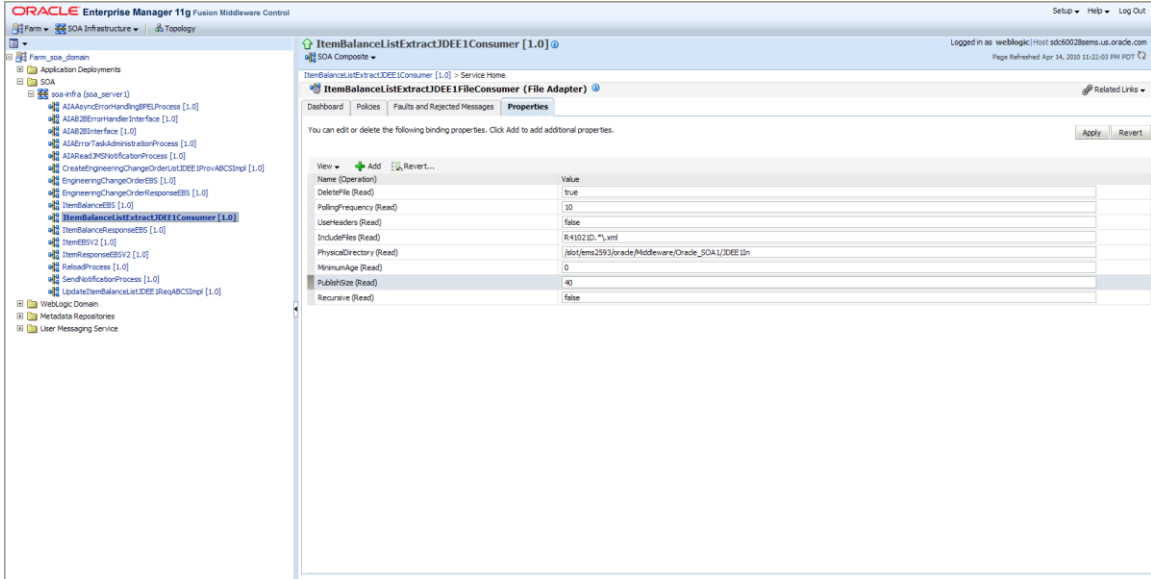 ORACLE Enterprise Manager 11g Fusion Middleware Control
Setup Help Log Out
Farm SOA Infrastructure Topology
Farm_soa_domain
Application Deployments
SOA
soa-infra (soa_server1)
AIAAsyncErrorHandlingBPELProcess [1.0]
AIAB2BErrorHandlerInterface [1.0]
AIAB2BInterface [1.0]
AIAErrorTaskAdministrationProcess [1.0]
AIAReadJMSNotificationProcess [1.0]
CreateEngineeringChangeOrderListJDEE1ProvABCSImpl [1.0]
EngineeringChangeOrderEBS [1.0]
EngineeringChangeOrderResponseEBS [1.0]
ItemBalanceEBS [1.0]
ItemBalanceListExtractJDEE1Consumer [1.0]
ItemBalanceResponseEBS [1.0]
ItemEBSV2 [1.0]
ItemResponseEBSV2 [1.0]
ReloadProcess [1.0]
SendNotificationProcess [1.0]
UpdateItemBalanceListJDEE1ReqABCSImpl [1.0]
WebLogic Domain
Metadata Repositories
User Messaging Service
ItemBalanceListExtractJDEE1Consumer [1.0]
Logged in as weblogic|Host sdc60028sems.us.oracle.com
SOA Composite
Page Refreshed Apr 14, 2010 11:22:03 PM PDT
ItemBalanceListExtractJDEE1Consumer [1.0] > Service Home
ItemBalanceListExtractJDEE1FileConsumer (File Adapter)
Related Links
Dashboard Policies Faults and Rejected Messages Properties
You can edit or delete the following binding properties. Click Add to add additional properties.
Apply Revert
View Add Revert...
Name (Operation) Value
DeleteFile (Read) true
PollingFrequency (Read) 10
UseHeaders (Read) false
IncludeFiles (Read) R41021D.*\.xml
PhysicalDirectory (Read) /slot/ems2593/oracle/Middleware/Oracle_SOA1/JDEE1In
MinimumAge (Read) 0
PublishSize (Read) 40
Recursive (Read) false